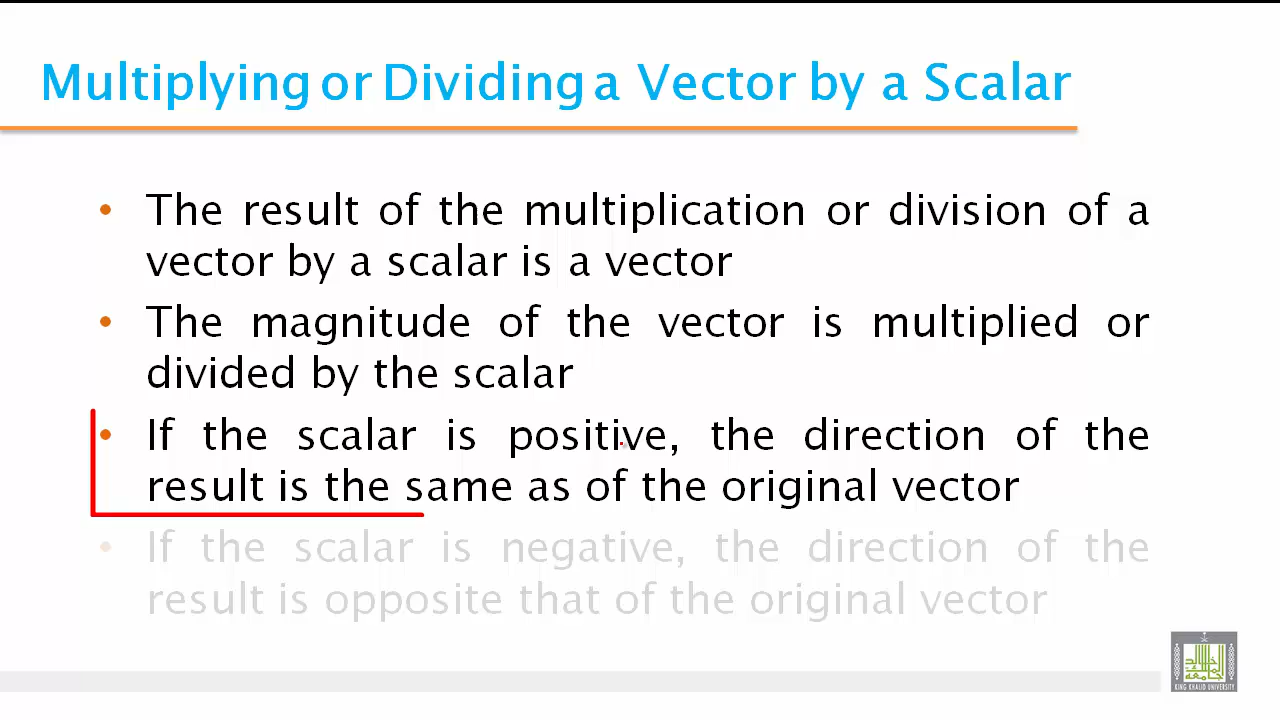 Multiplying or Dividing a Vector by a Scalar
• The result of the multiplication or division of a
vector by a scalar is a vector
• The magnitude of the vector is multiplied or
divided by the scalar
• If the scalar is positive, the direction of the
result is the same as of the original vector
• If the scalar is negative, the direction of the
result is opposite that of the original vector
KING KHALID UNIVERSITY